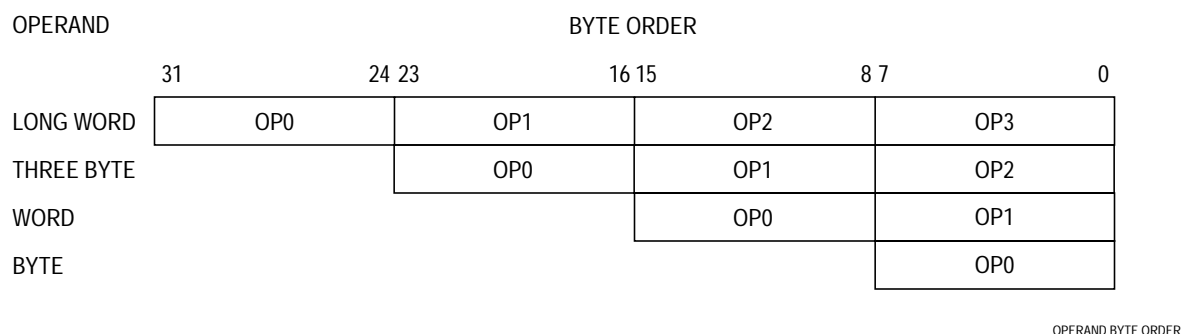 OPERAND BYTE ORDER
31 24 23 16 15 8 7 0
LONG WORD OP0 OP1 OP2 OP3
THREE BYTE OP0 OP1 OP2
WORD OP0 OP1
BYTE OP0
OPERAND BYTE ORDER